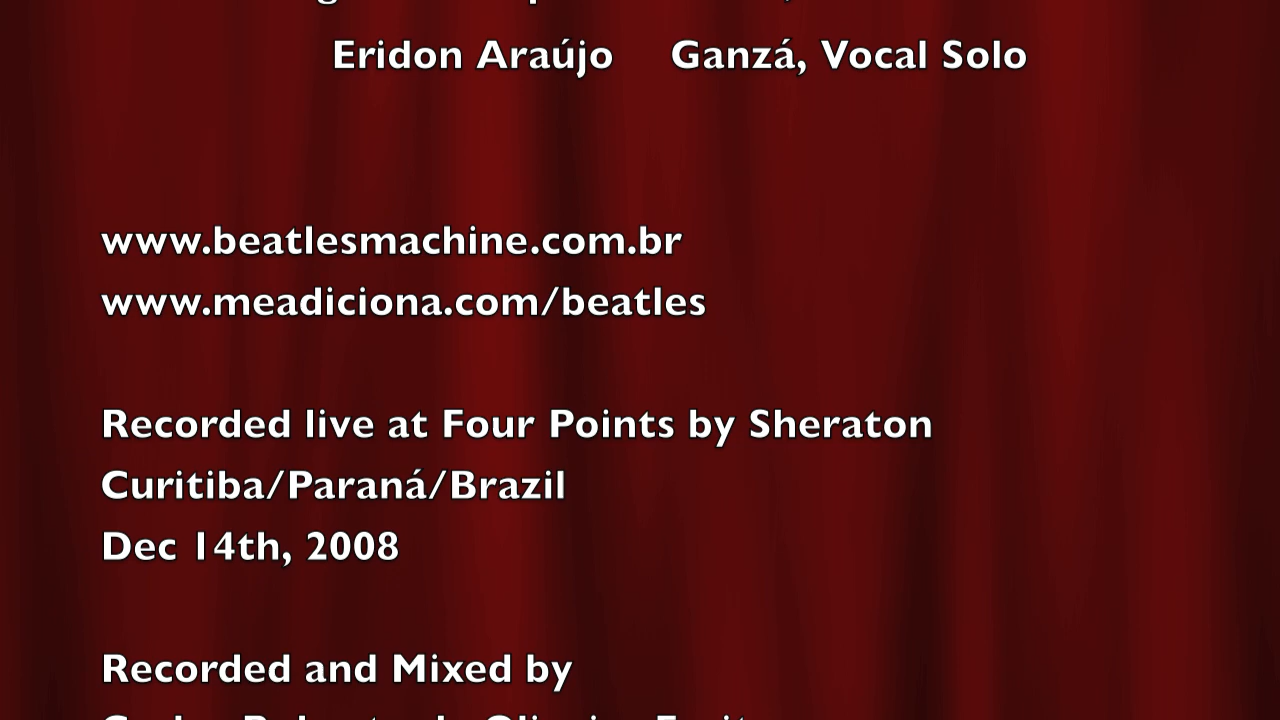 Eridon Araújo Ganzá, Vocal Solo
www.beatlesmachine.com.br
www.meadiciona.com/beatles
Recorded live at Four Points by Sheraton
Curitiba/Paraná/Brazil
Dec 14th, 2008
Recorded and Mixed by